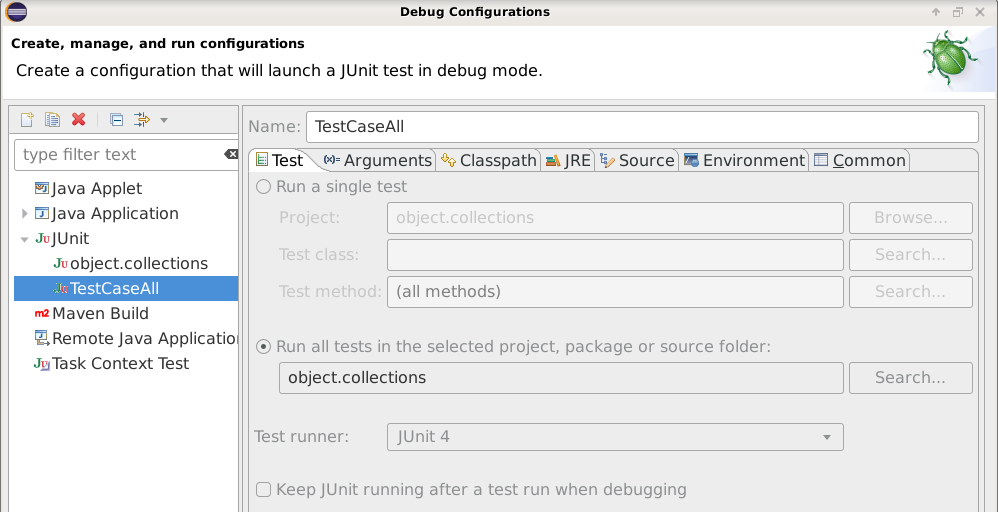 Debug Configurations
Create, manage, and run configurations
Create a configuration that will launch a JUnit test in debug mode.
type filter text
Java Applet
Java Application
JUnit
object.collections
TestCaseAll
Maven Build
Remote Java Application
Task Context Test
Name: TestCaseAll
Test (x)= Arguments Classpath JRE Source Environment Common
Run a single test
Project: object.collections Browse...
Test class: Search...
Test method: (all methods) Search...
Run all tests in the selected project, package or source folder:
object.collections Search...
Test runner: JUnit 4
Keep JUnit running after a test run when debugging